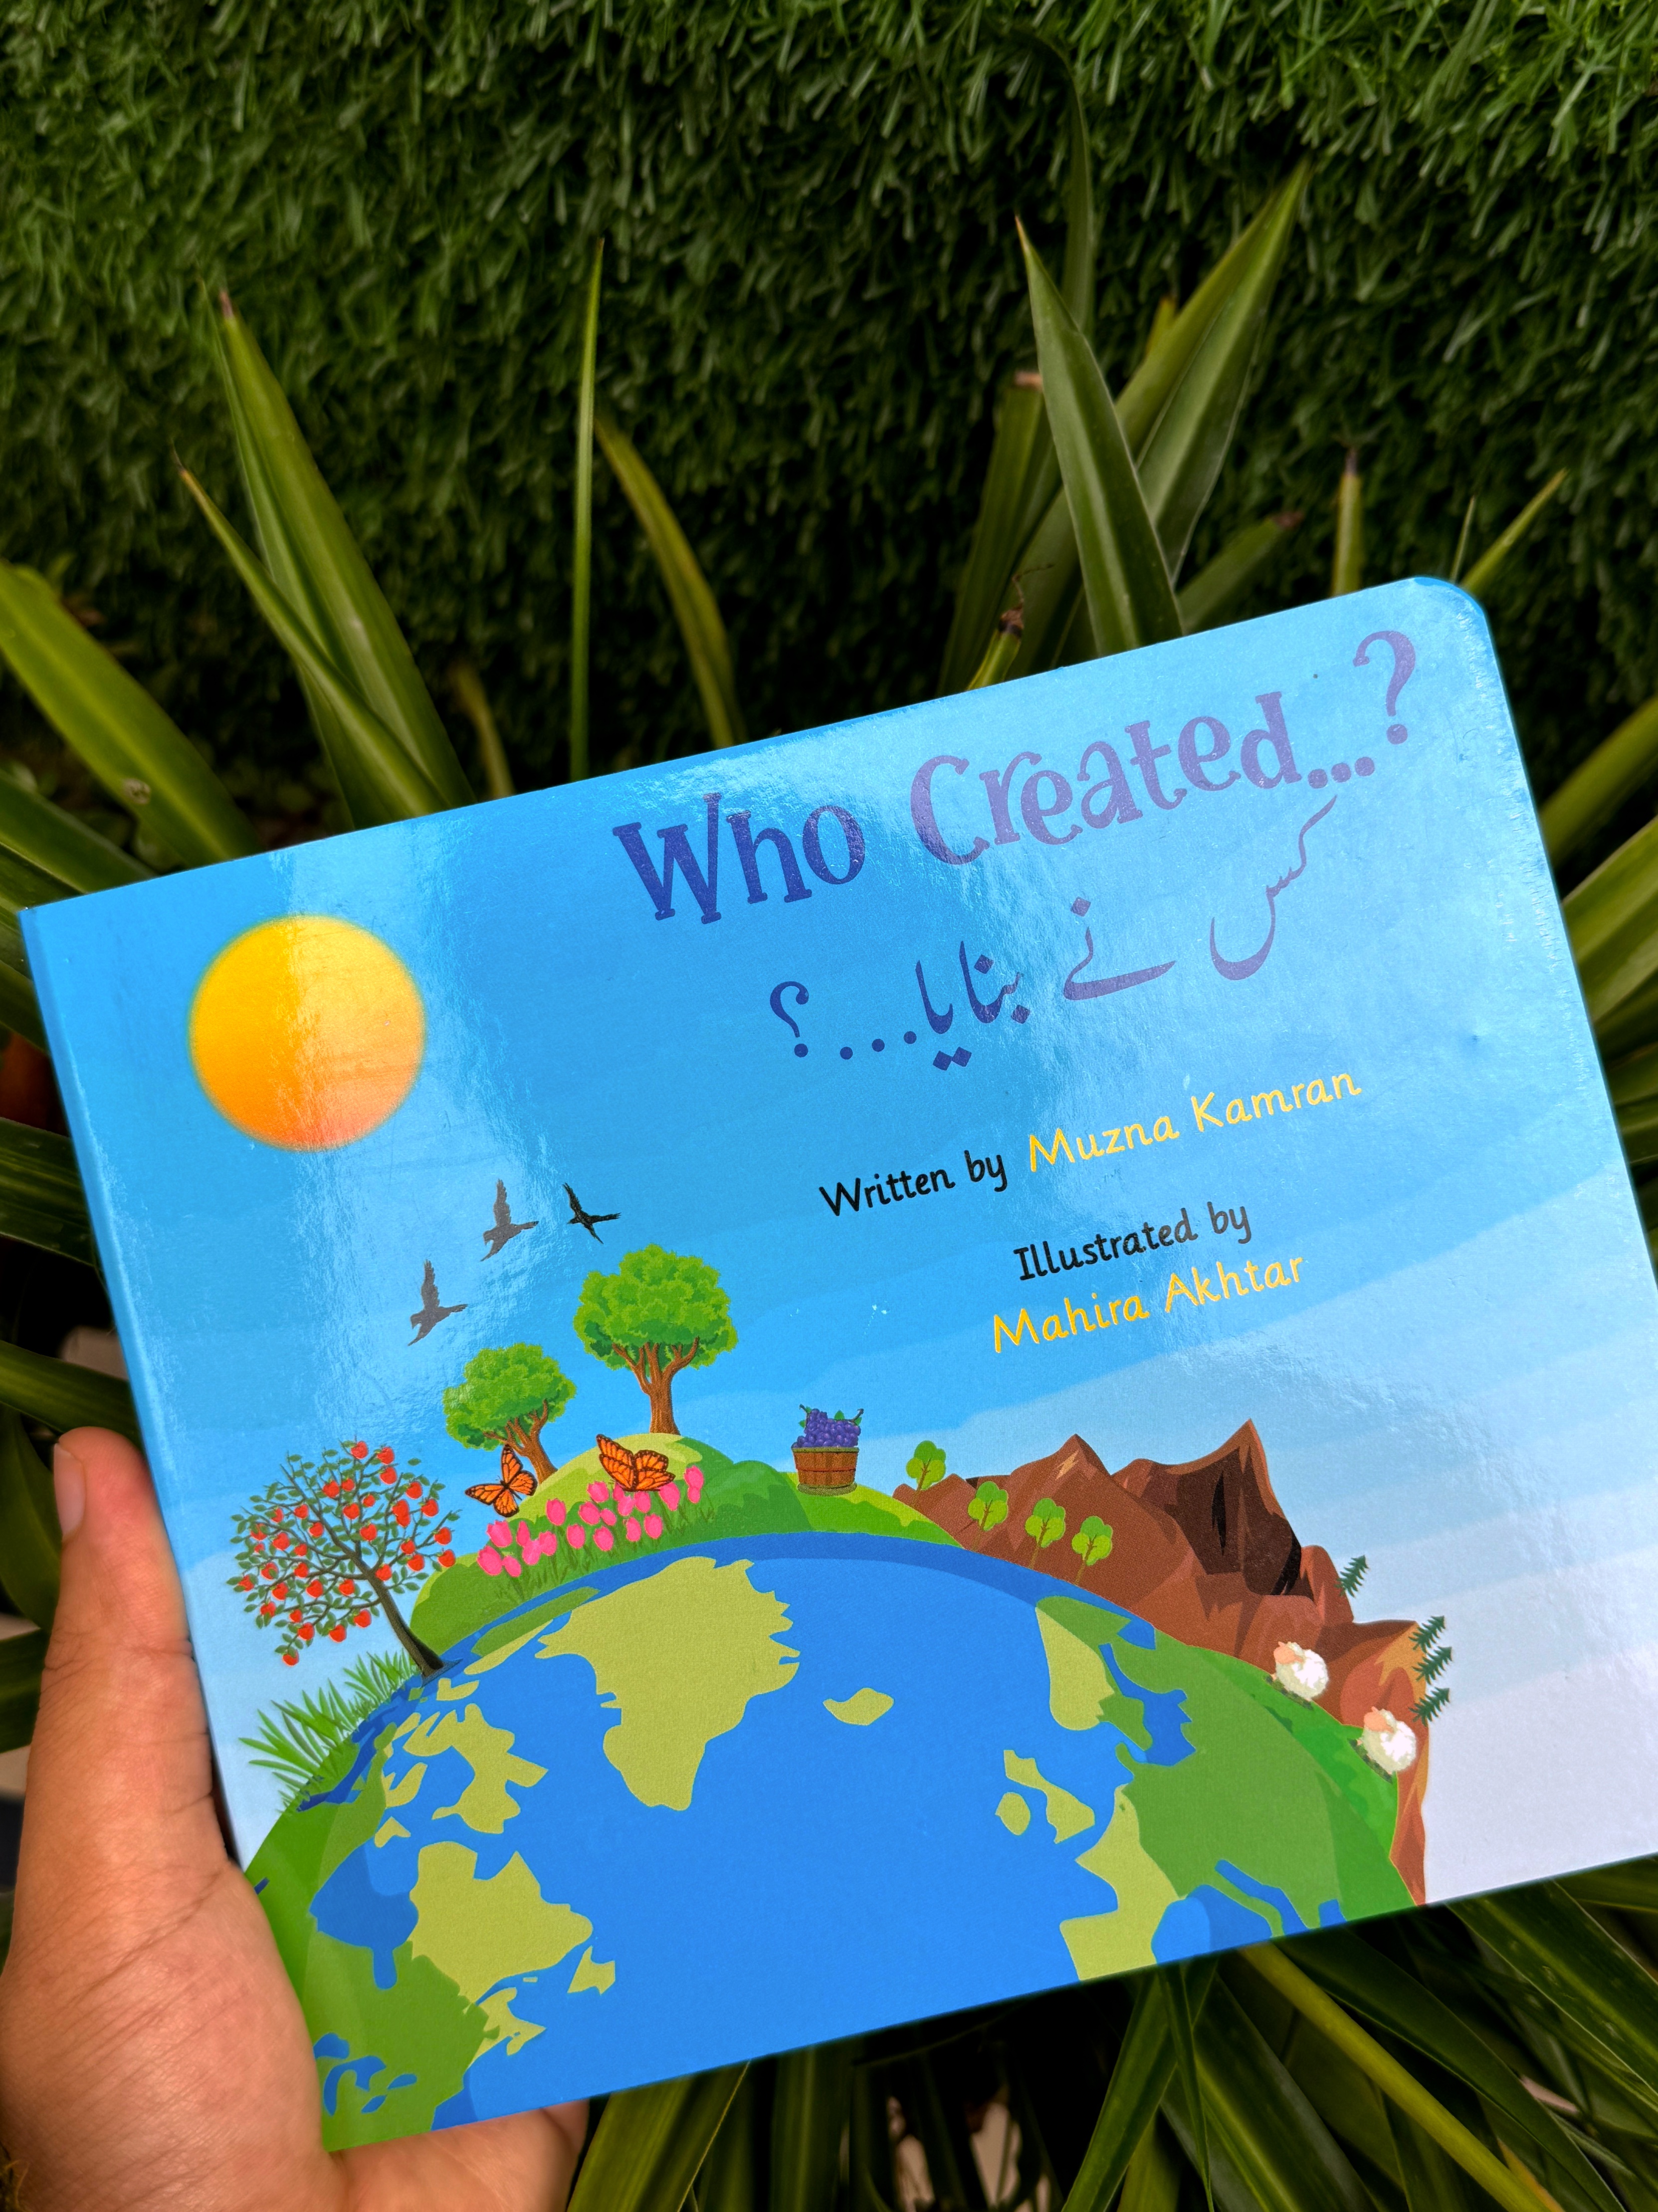 Who Created...?
کس نے بنایا...؟
Written by Muzna Kamran
Illustrated by
Mahira Akhtar